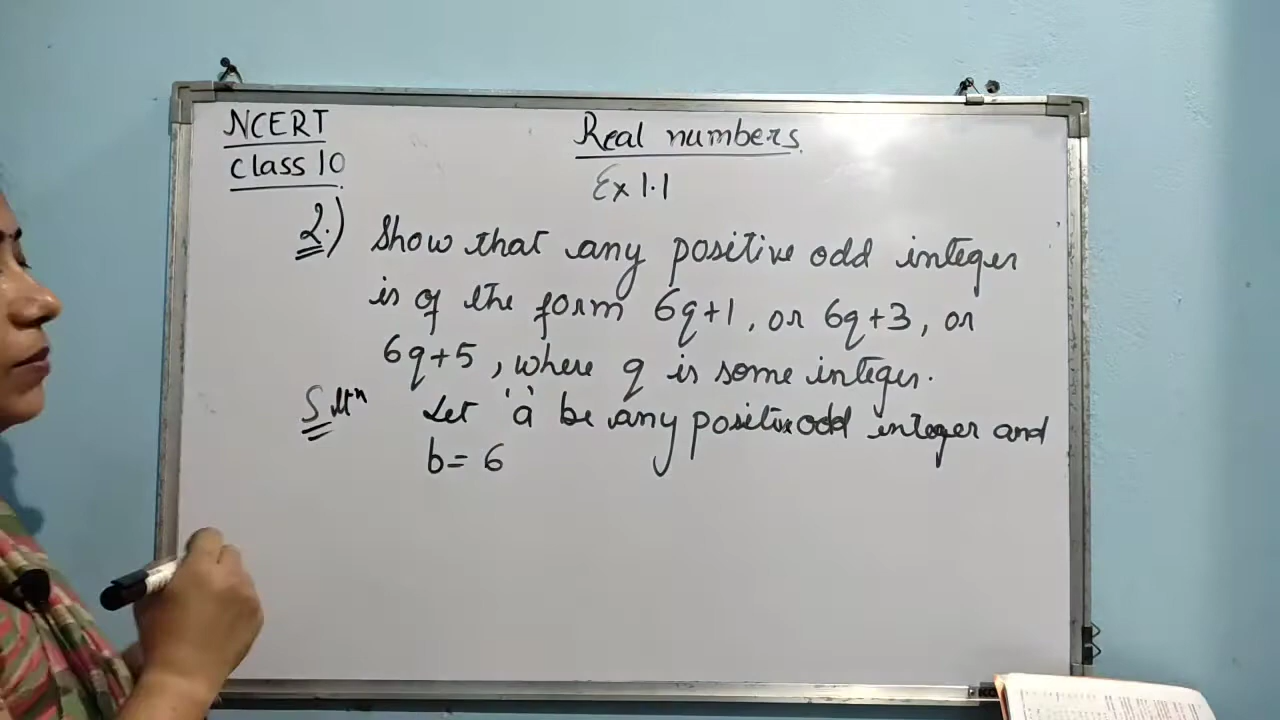 NCERT
Class 10
Real numbers.
Ex 1.1
2.) Show that any positive odd integer
is of the form 6q+1, or 6q+3, or
6q+5, where q is some integer.
Soltⁿ Let 'a' be any positive odd integer and
b = 6